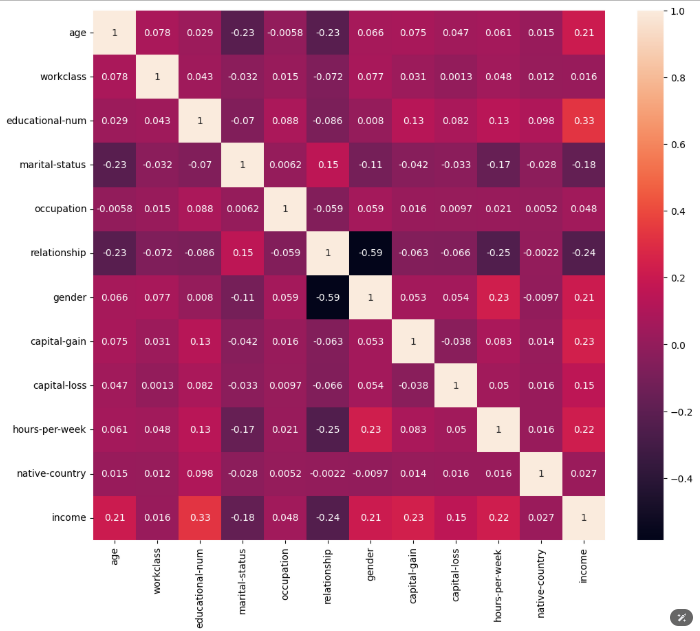 age 1 0.078 0.029 -0.23 -0.0058 -0.23 0.066 0.075 0.047 0.061 0.015 0.21
workclass 0.078 1 0.043 -0.032 0.015 -0.072 0.077 0.031 0.0013 0.048 0.012 0.016
educational-num 0.029 0.043 1 -0.07 0.088 -0.086 0.008 0.13 0.082 0.13 0.098 0.33
marital-status -0.23 -0.032 -0.07 1 0.0062 0.15 -0.11 -0.042 -0.033 -0.17 -0.028 -0.18
occupation -0.0058 0.015 0.088 0.0062 1 -0.059 0.059 0.016 0.0097 0.021 0.0052 0.048
relationship -0.23 -0.072 -0.086 0.15 -0.059 1 -0.59 -0.063 -0.066 -0.25 -0.0022 -0.24
gender 0.066 0.077 0.008 -0.11 0.059 -0.59 1 0.053 0.054 0.23 -0.0097 0.21
capital-gain 0.075 0.031 0.13 -0.042 0.016 -0.063 0.053 1 -0.038 0.083 0.014 0.23
capital-loss 0.047 0.0013 0.082 -0.033 0.0097 -0.066 0.054 -0.038 1 0.05 0.016 0.15
hours-per-week 0.061 0.048 0.13 -0.17 0.021 -0.25 0.23 0.083 0.05 1 0.016 0.22
native-country 0.015 0.012 0.098 -0.028 0.0052 -0.0022 -0.0097 0.014 0.016 0.016 1 0.027
income 0.21 0.016 0.33 -0.18 0.048 -0.24 0.21 0.23 0.15 0.22 0.027 1
age
workclass
educational-num
marital-status
occupation
relationship
gender
capital-gain
capital-loss
hours-per-week
native-country
income
1.0
0.8
0.6
0.4
0.2
0.0
−0.2
−0.4